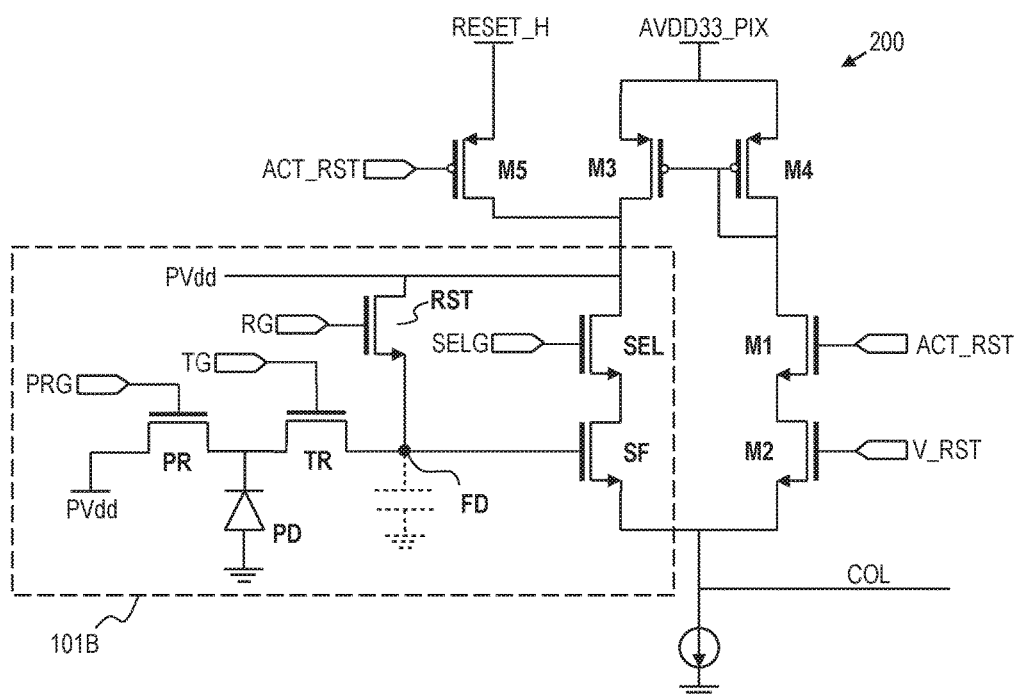 RESET_H
AVDD33_PIX
200
ACT_RST
M5
M3
M4
PVdd
RST
RG
SELG
SEL
M1
ACT_RST
TG
PRG
PR
TR
SF
M2
V_RST
PVdd
FD
PD
COL
101B